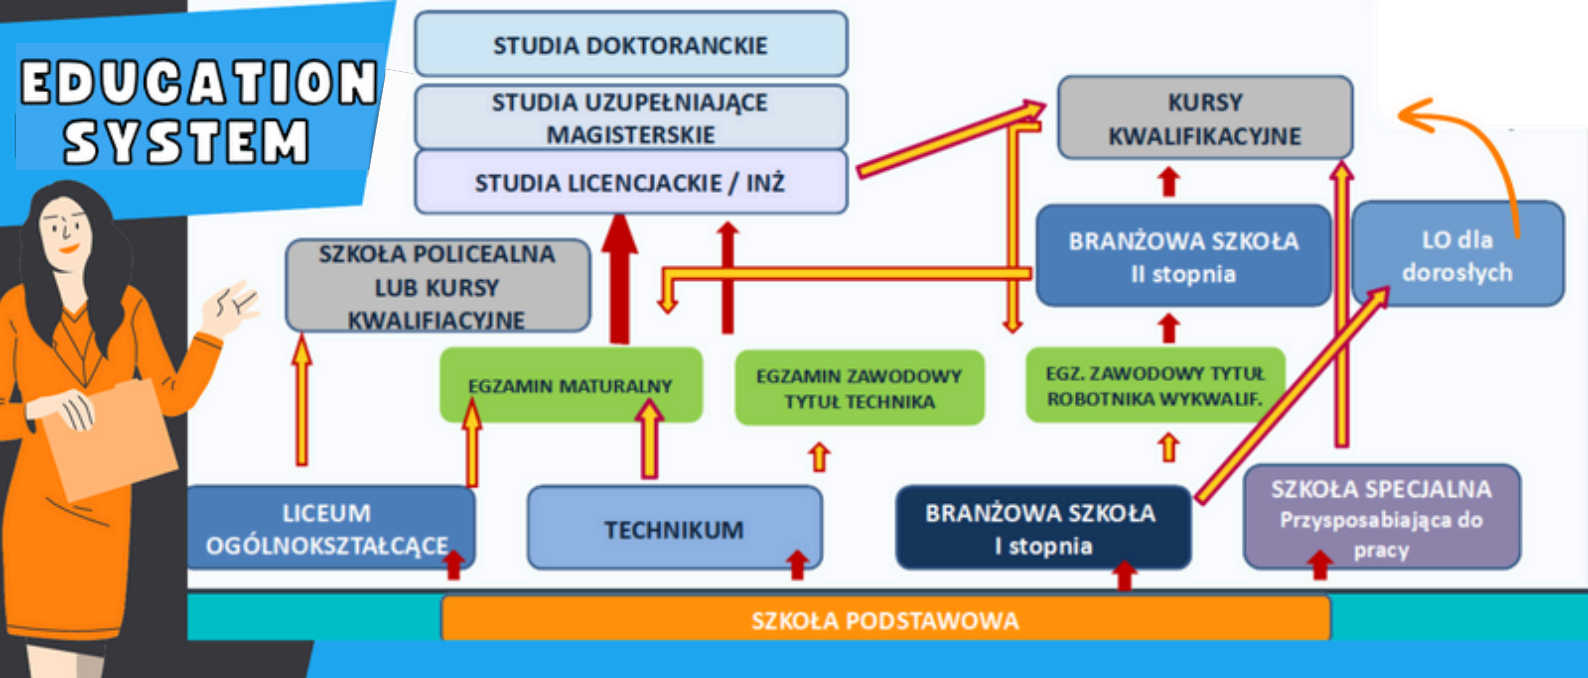 EDUCATION
SYSTEM
STUDIA DOKTORANCKIE
STUDIA UZUPEŁNIAJĄCE
MAGISTERSKIE
STUDIA LICENCJACKIE / INŻ
KURSY
KWALIFIKACYJNE
SZKOŁA POLICEALNA
LUB KURSY
KWALIFIACYJNE
BRANŻOWA SZKOŁA
II stopnia
LO dla
dorosłych
EGZAMIN MATURALNY
EGZAMIN ZAWODOWY
TYTUŁ TECHNIKA
EGZ. ZAWODOWY TYTUŁ
ROBOTNIKA WYKWALIF.
LICEUM
OGÓLNOKSZTAŁCĄCE
TECHNIKUM
BRANŻOWA SZKOŁA
I stopnia
SZKOŁA SPECJALNA
Przysposabiająca do
pracy
SZKOŁA PODSTAWOWA